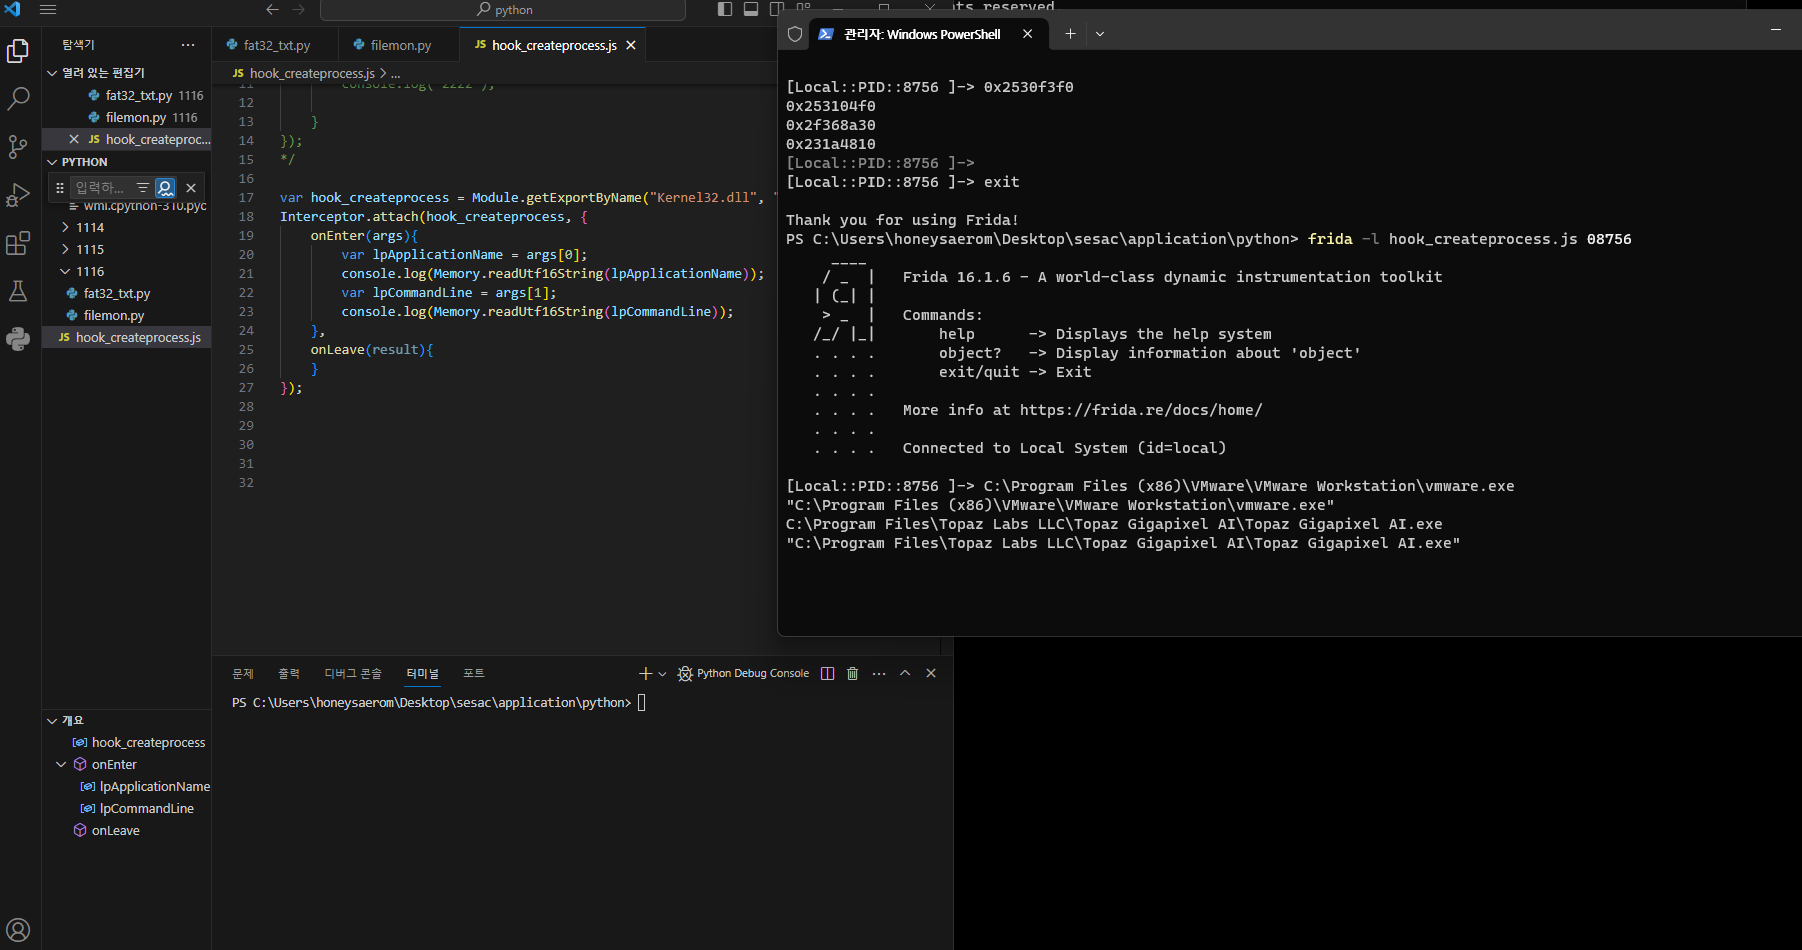 python
ts reserved
탐색기
열려 있는 편집기
fat32_txt.py 1116
filemon.py 1116
JS hook_createproc...
PYTHON
입력하...
wmi.cpython-310.pyc
1114
1115
1116
fat32_txt.py
filemon.py
JS hook_createprocess.js
개요
hook_createprocess
onEnter
lpApplicationName
lpCommandLine
onLeave
fat32_txt.py
filemon.py
JS hook_createprocess.js
JS hook_createprocess.js > ...
11 console.log("2222");
12
13 }
14 });
15 */
16
17 var hook_createprocess = Module.getExportByName("Kernel32.dll", "
18 Interceptor.attach(hook_createprocess, {
19 onEnter(args){
20 var lpApplicationName = args[0];
21 console.log(Memory.readUtf16String(lpApplicationName));
22 var lpCommandLine = args[1];
23 console.log(Memory.readUtf16String(lpCommandLine));
24 },
25 onLeave(result){
26 }
27 });
28
29
30
31
32
문제 출력 디버그 콘솔 터미널 포트
Python Debug Console
PS C:\Users\honeysaerom\Desktop\sesac\application\python>
관리자: Windows PowerShell
[Local::PID::8756 ]-> 0x2530f3f0
0x253104f0
0x2f368a30
0x231a4810
[Local::PID::8756 ]->
[Local::PID::8756 ]-> exit
Thank you for using Frida!
PS C:\Users\honeysaerom\Desktop\sesac\application\python> frida -l hook_createprocess.js 08756
____
/ _ | Frida 16.1.6 - A world-class dynamic instrumentation toolkit
| (_| |
> _ | Commands:
/_/ |_| help -> Displays the help system
. . . . object? -> Display information about 'object'
. . . . exit/quit -> Exit
. . . .
. . . . More info at https://frida.re/docs/home/
. . . .
. . . . Connected to Local System (id=local)
[Local::PID::8756 ]-> C:\Program Files (x86)\VMware\VMware Workstation\vmware.exe
"C:\Program Files (x86)\VMware\VMware Workstation\vmware.exe"
C:\Program Files\Topaz Labs LLC\Topaz Gigapixel AI\Topaz Gigapixel AI.exe
"C:\Program Files\Topaz Labs LLC\Topaz Gigapixel AI\Topaz Gigapixel AI.exe"